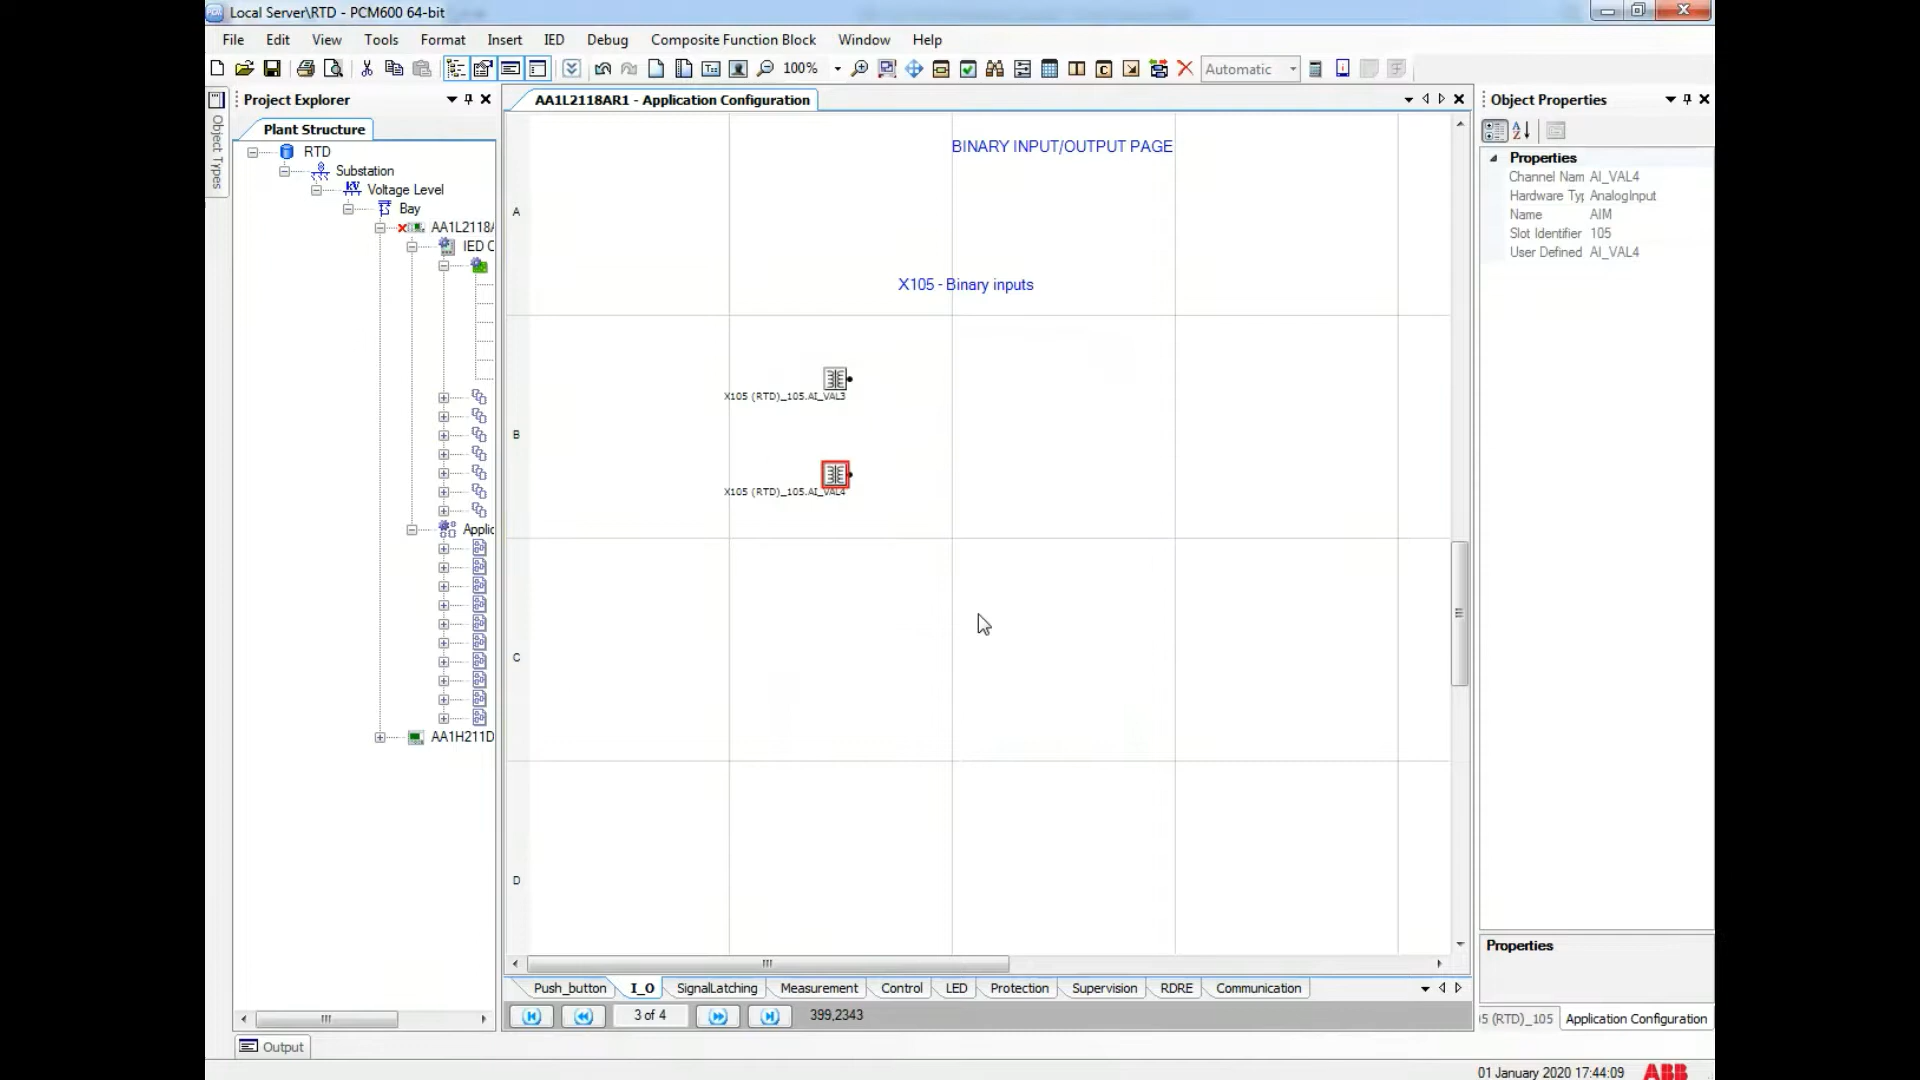 Local Server\RTD - PCM600 64-bit
File Edit View Tools Format Insert IED Debug Composite Function Block Window Help
100% Automatic
Object Types
Project Explorer
Plant Structure
RTD
Substation
Voltage Level
Bay
AA1L2118A
IED C
Applic
AA1H211D
AA1L2118AR1 - Application Configuration
BINARY INPUT/OUTPUT PAGE
A
X105 - Binary inputs
X105 (RTD)_105.AI_VAL3
B
X105 (RTD)_105.AI_VAL4
C
D
Push_button I_O SignalLatching Measurement Control LED Protection Supervision RDRE Communication
3 of 4 399,2343
Object Properties
Properties
Channel Nam AI_VAL4
Hardware Typ AnalogInput
Name AIM
Slot Identifier 105
User Defined AI_VAL4
Properties
5 (RTD)_105 Application Configuration
Output
01 January 2020 17:44:09 ABB